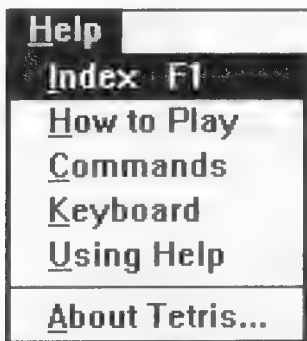 Help
Index F1
How to Play
Commands
Keyboard
Using Help
About Tetris...